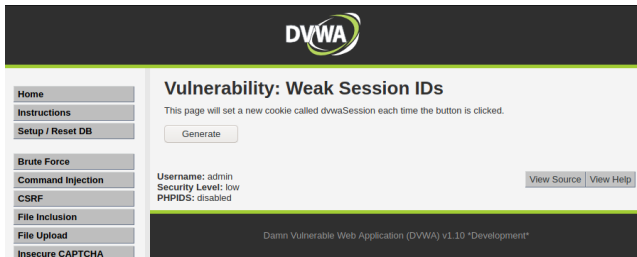 DVWA
Home
Instructions
Setup / Reset DB
Brute Force
Command Injection
CSRF
File Inclusion
File Upload
Insecure CAPTCHA
Vulnerability: Weak Session IDs
This page will set a new cookie called dvwaSession each time the button is clicked.
Generate
Username: admin
Security Level: low
PHPIDS: disabled
View Source View Help
Damn Vulnerable Web Application (DVWA) v1.10 *Development*